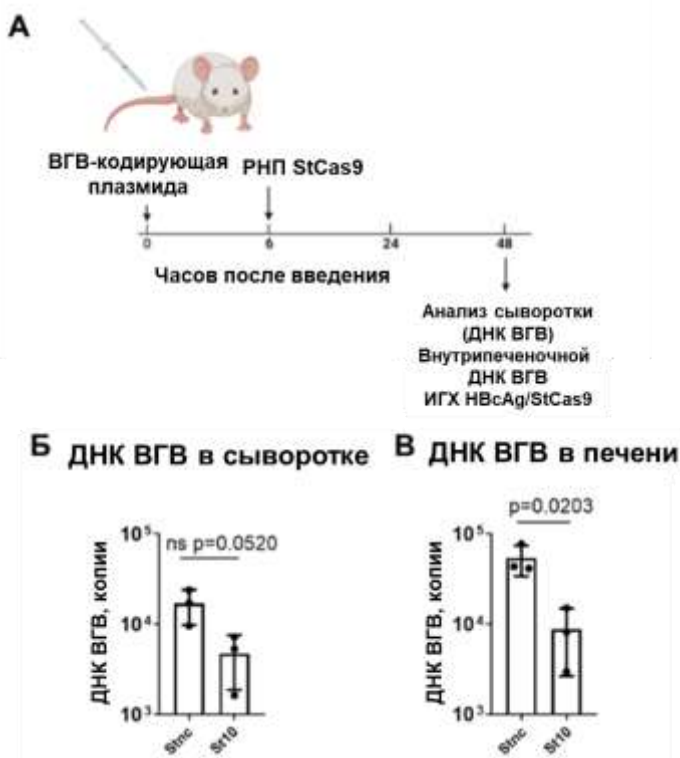 А
ВГВ-кодирующая
плазмида
РНП StCas9
0 6 24 48
Часов после введения
Анализ сыворотки
(ДНК ВГВ)
Внутрипеченочной
ДНК ВГВ
ИГХ HBcAg/StCas9
Б ДНК ВГВ в сыворотке
ns p=0.0520
ДНК ВГВ, копии
10⁵
10⁴
10³
Stnc
St10
В ДНК ВГВ в печени
p=0.0203
ДНК ВГВ, копии
10⁵
10⁴
10³
Stnc
St10